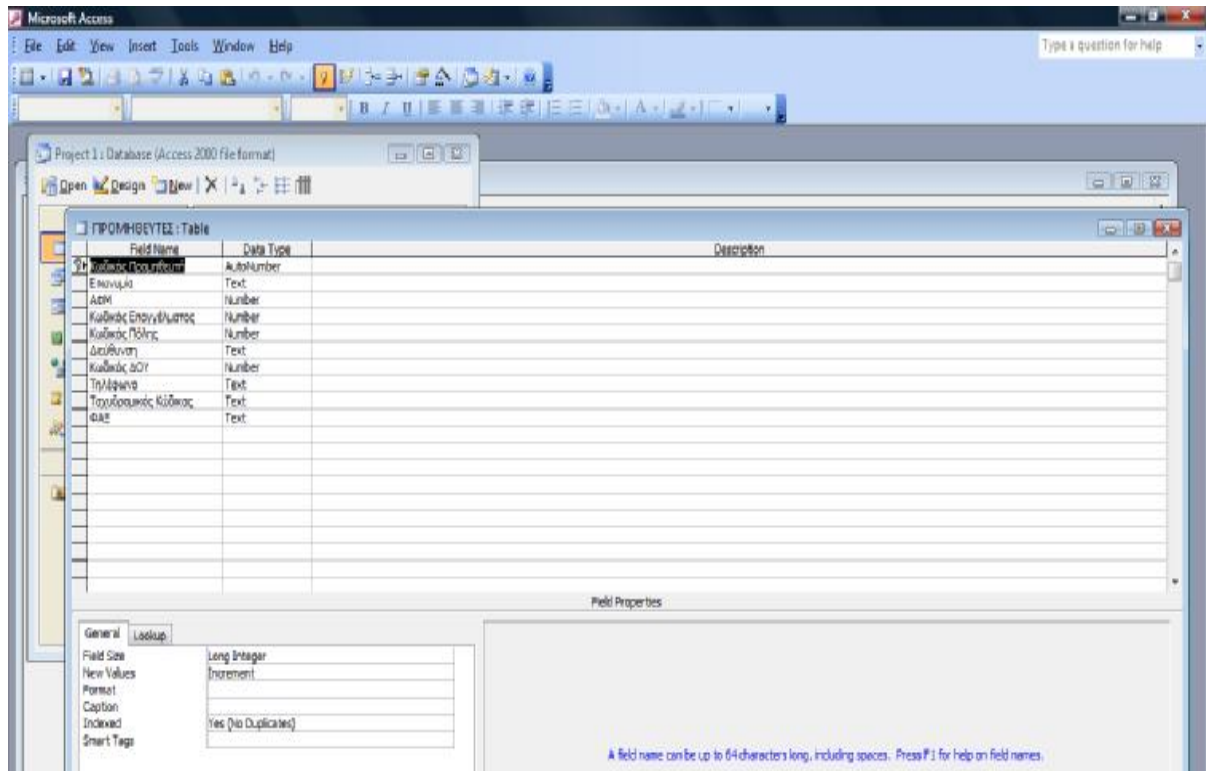 Microsoft Access
File Edit View Insert Tools Window Help
Type a question for help
Project 1 : Database (Access 2000 file format)
Open Design New
ΠΡΟΜΗΘΕΥΤΕΣ : Table
Field Name Data Type Description
Κωδικός Προμηθευτή AutoNumber
Επωνυμία Text
ΑΦΜ Number
Κωδικός Επαγγέλματος Number
Κωδικός Πόλης Number
Διεύθυνση Text
Κωδικός ΔΟΥ Number
Τηλέφωνο Text
Ταχυδρομικός Κώδικας Text
ΦΑΞ Text
Field Properties
General Lookup
Field Size Long Integer
New Values Increment
Format
Caption
Indexed Yes (No Duplicates)
Smart Tags
A field name can be up to 64 characters long, including spaces. Press F1 for help on field names.